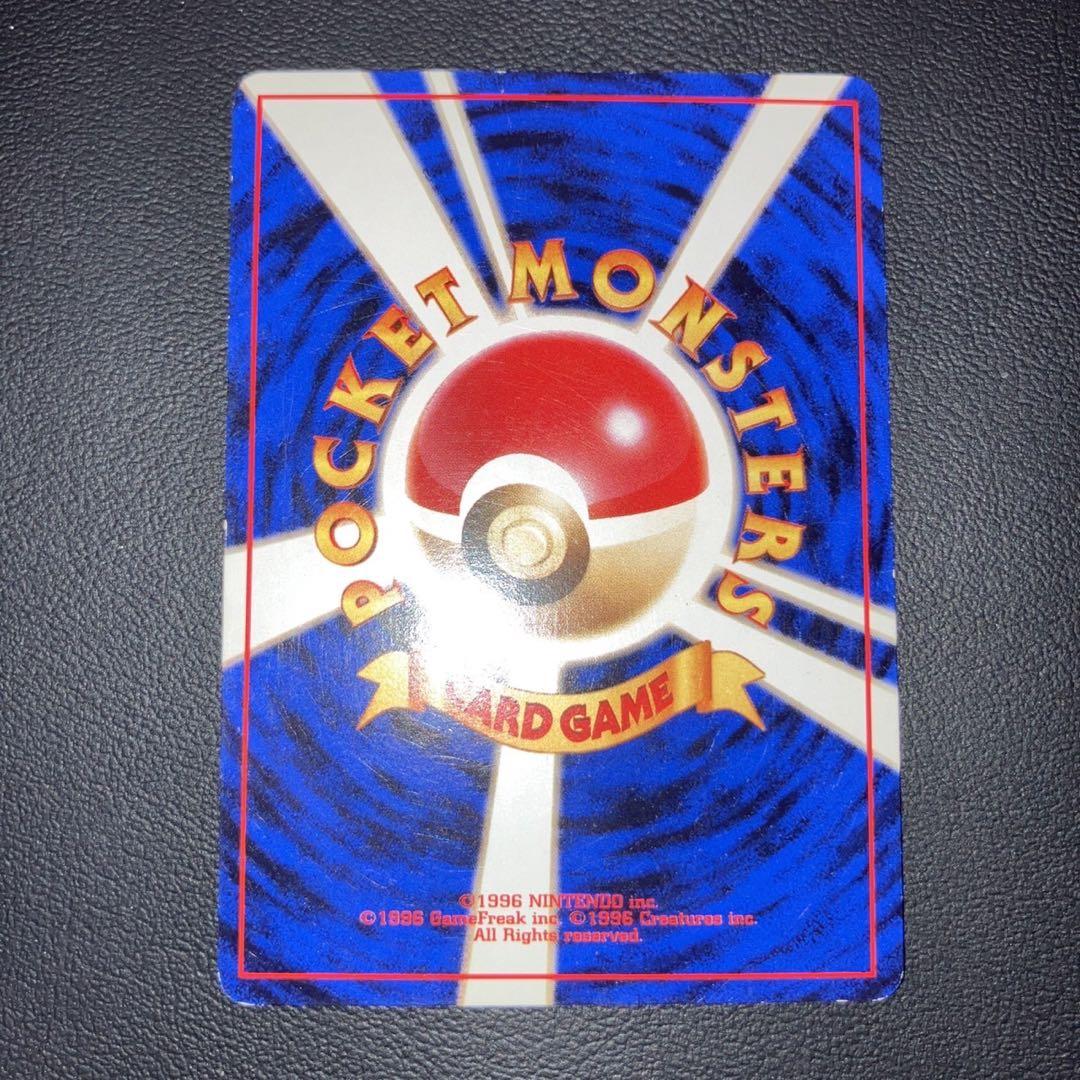 POCKET MONSTERS
CARD GAME
©1996 NINTENDO inc.
©1996 GameFreak inc. ©1996 Creatures inc.
All Rights reserved.